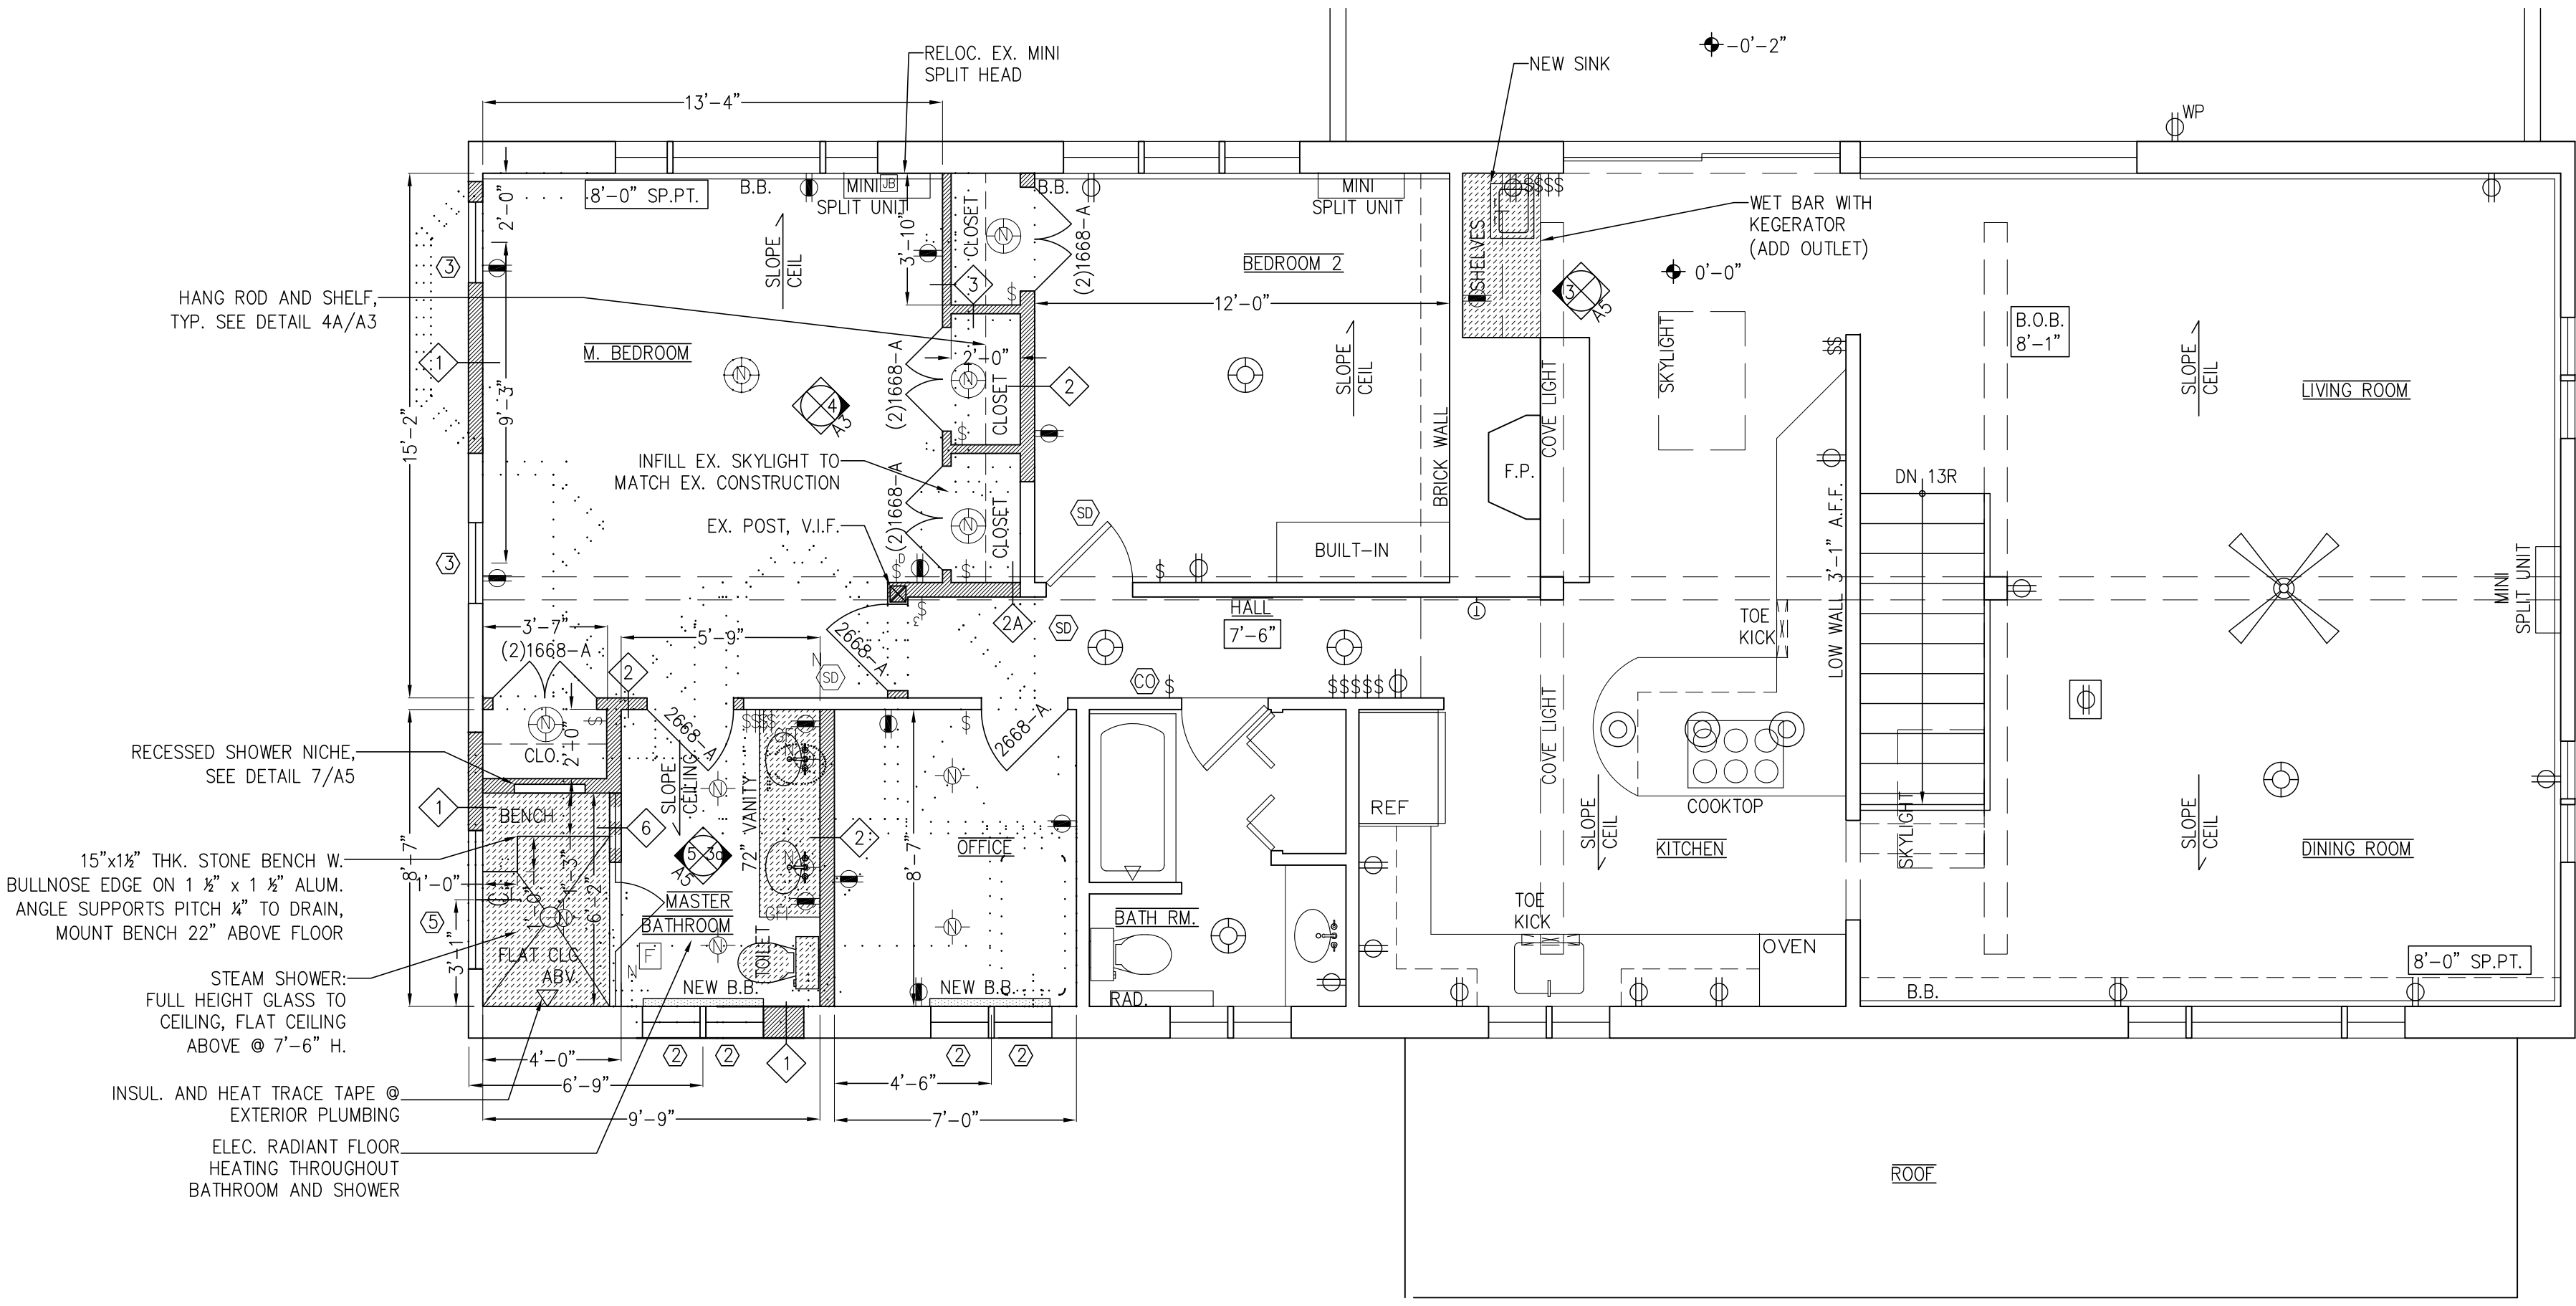 RELOC. EX. MINI
SPLIT HEAD
-0'-2"
NEW SINK
13'-4"
WP
8'-0" SP.PT.
B.B.
MINI
JB
SPLIT UNIT
2'-0"
3'-10"
CLOSET
B.B.
(2)1668-A
MINI
SPLIT UNIT
$$$$
SHELVES
WET BAR WITH
KEGERATOR
(ADD OUTLET)
0'-0"
3
SLOPE
CEIL
BEDROOM 2
3
A5
HANG ROD AND SHELF,
TYP. SEE DETAIL 4A/A3
N
3
$
12'-0"
B.O.B.
8'-1"
1
M. BEDROOM
N
9'-3"
15'-2"
4
A3
(2)1668-A
2'-0"
N
CLOSET
2
$
SLOPE
CEIL
COVE LIGHT
SKYLIGHT
$$
SLOPE
CEIL
LIVING ROOM
INFILL EX. SKYLIGHT TO
MATCH EX. CONSTRUCTION
BRICK WALL
F.P.
DN 13R
EX. POST, V.I.F.
(2)1668-A
N
CLOSET
SD
BUILT-IN
LOW WALL 3'-1" A.F.F.
3
$
D
$
$
$
3
MINI
SPLIT UNIT
3'-7"
(2)1668-A
5'-9"
2668-A
2A
SD
HALL
7'-6"
T
TOE
KICK
2
N
SD
CO
$
$$$$$
N
$
CLO.
2'-0"
2668-A
$$$$
$
2668-A
RECESSED SHOWER NICHE,
SEE DETAIL 7/A5
SLOPE
CEILING
N
72" VANITY
N
COVE LIGHT
REF
COOKTOP
SLOPE
CEIL
KITCHEN
SKYLIGHT
SLOPE
CEIL
DINING ROOM
1
BENCH
6
5
3a
A5
2
OFFICE
8'-7"
8'-7"
15"x1½" THK. STONE BENCH W.
BULLNOSE EDGE ON 1 ½" x 1 ½" ALUM.
ANGLE SUPPORTS PITCH ¼" TO DRAIN,
MOUNT BENCH 22" ABOVE FLOOR
1'-0"
1'-3"
6'-2"
MASTER
BATHROOM
GFI
N
BATH RM.
TOE
KICK
5
3'-1"
FLAT CLG
ABV.
F
N
N
TOILET
OVEN
8'-0" SP.PT.
STEAM SHOWER:
FULL HEIGHT GLASS TO
CEILING, FLAT CEILING
ABOVE @ 7'-6" H.
NEW B.B.
NEW B.B.
RAD.
B.B.
4'-0"
2
2
1
2
2
6'-9"
4'-6"
INSUL. AND HEAT TRACE TAPE @
EXTERIOR PLUMBING
9'-9"
7'-0"
ELEC. RADIANT FLOOR
HEATING THROUGHOUT
BATHROOM AND SHOWER
ROOF